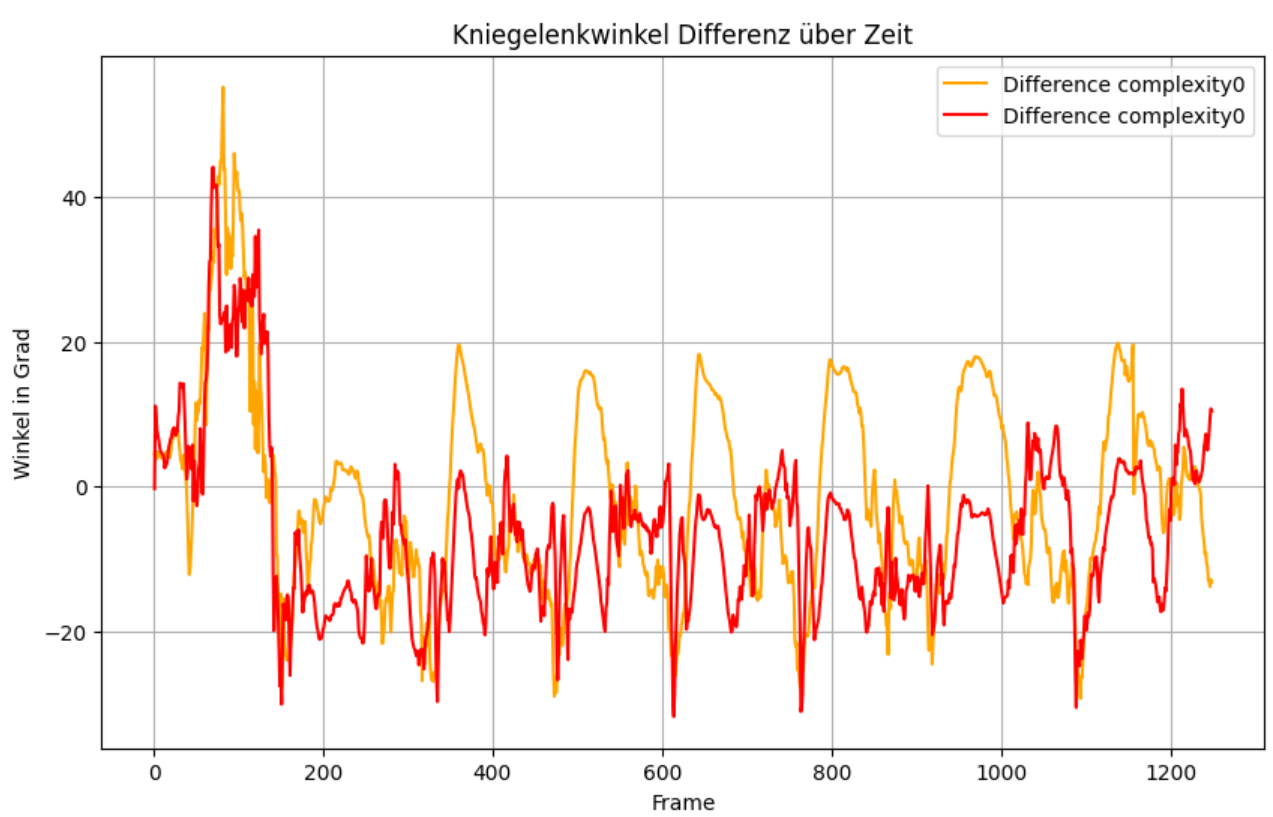 Kniegelenkwinkel Differenz über Zeit
Difference complexity0
Difference complexity0
Winkel in Grad
40
20
0
−20
0 200 400 600 800 1000 1200
Frame